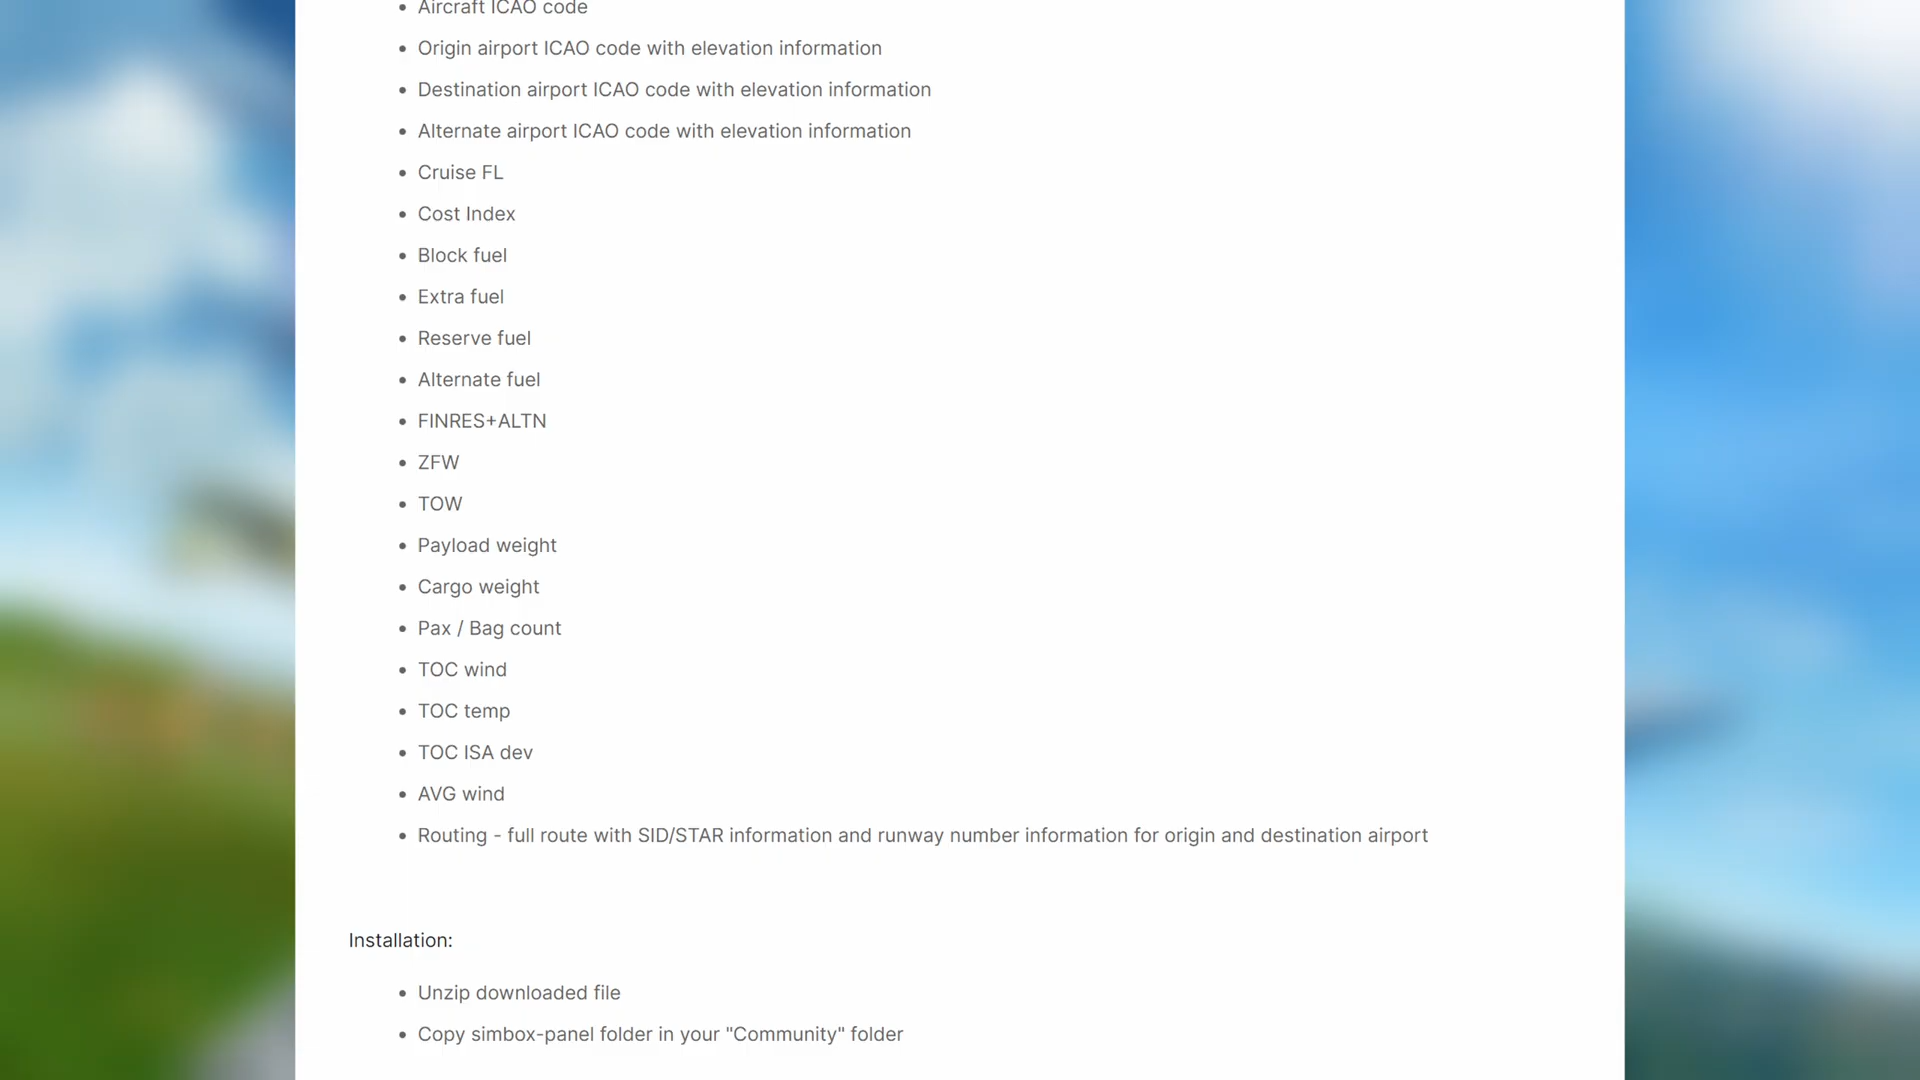 Aircraft ICAO code
Origin airport ICAO code with elevation information
Destination airport ICAO code with elevation information
Alternate airport ICAO code with elevation information
Cruise FL
Cost Index
Block fuel
Extra fuel
Reserve fuel
Alternate fuel
FINRES+ALTN
ZFW
TOW
Payload weight
Cargo weight
Pax / Bag count
TOC wind
TOC temp
TOC ISA dev
AVG wind
Routing - full route with SID/STAR information and runway number information for origin and destination airport
Installation:
Unzip downloaded file
Copy simbox-panel folder in your "Community" folder